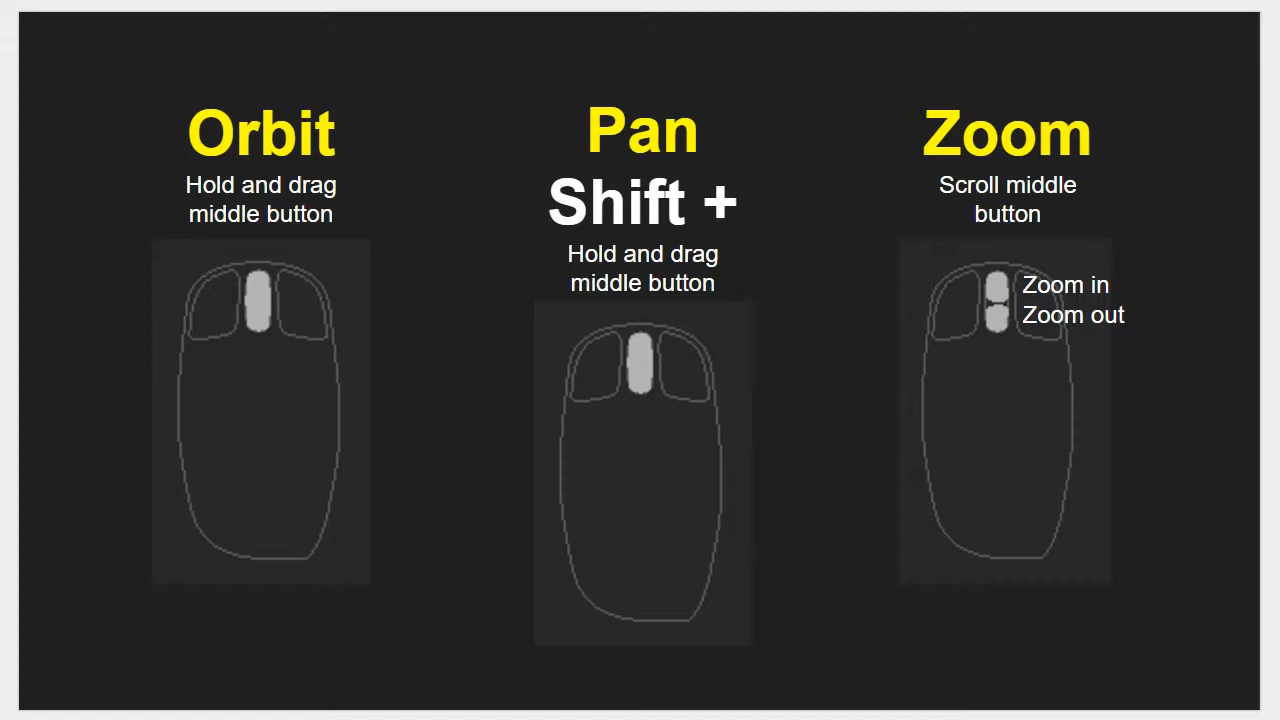 Orbit
Hold and drag
middle button
Pan
Shift +
Hold and drag
middle button
Zoom
Scroll middle
button
Zoom in
Zoom out